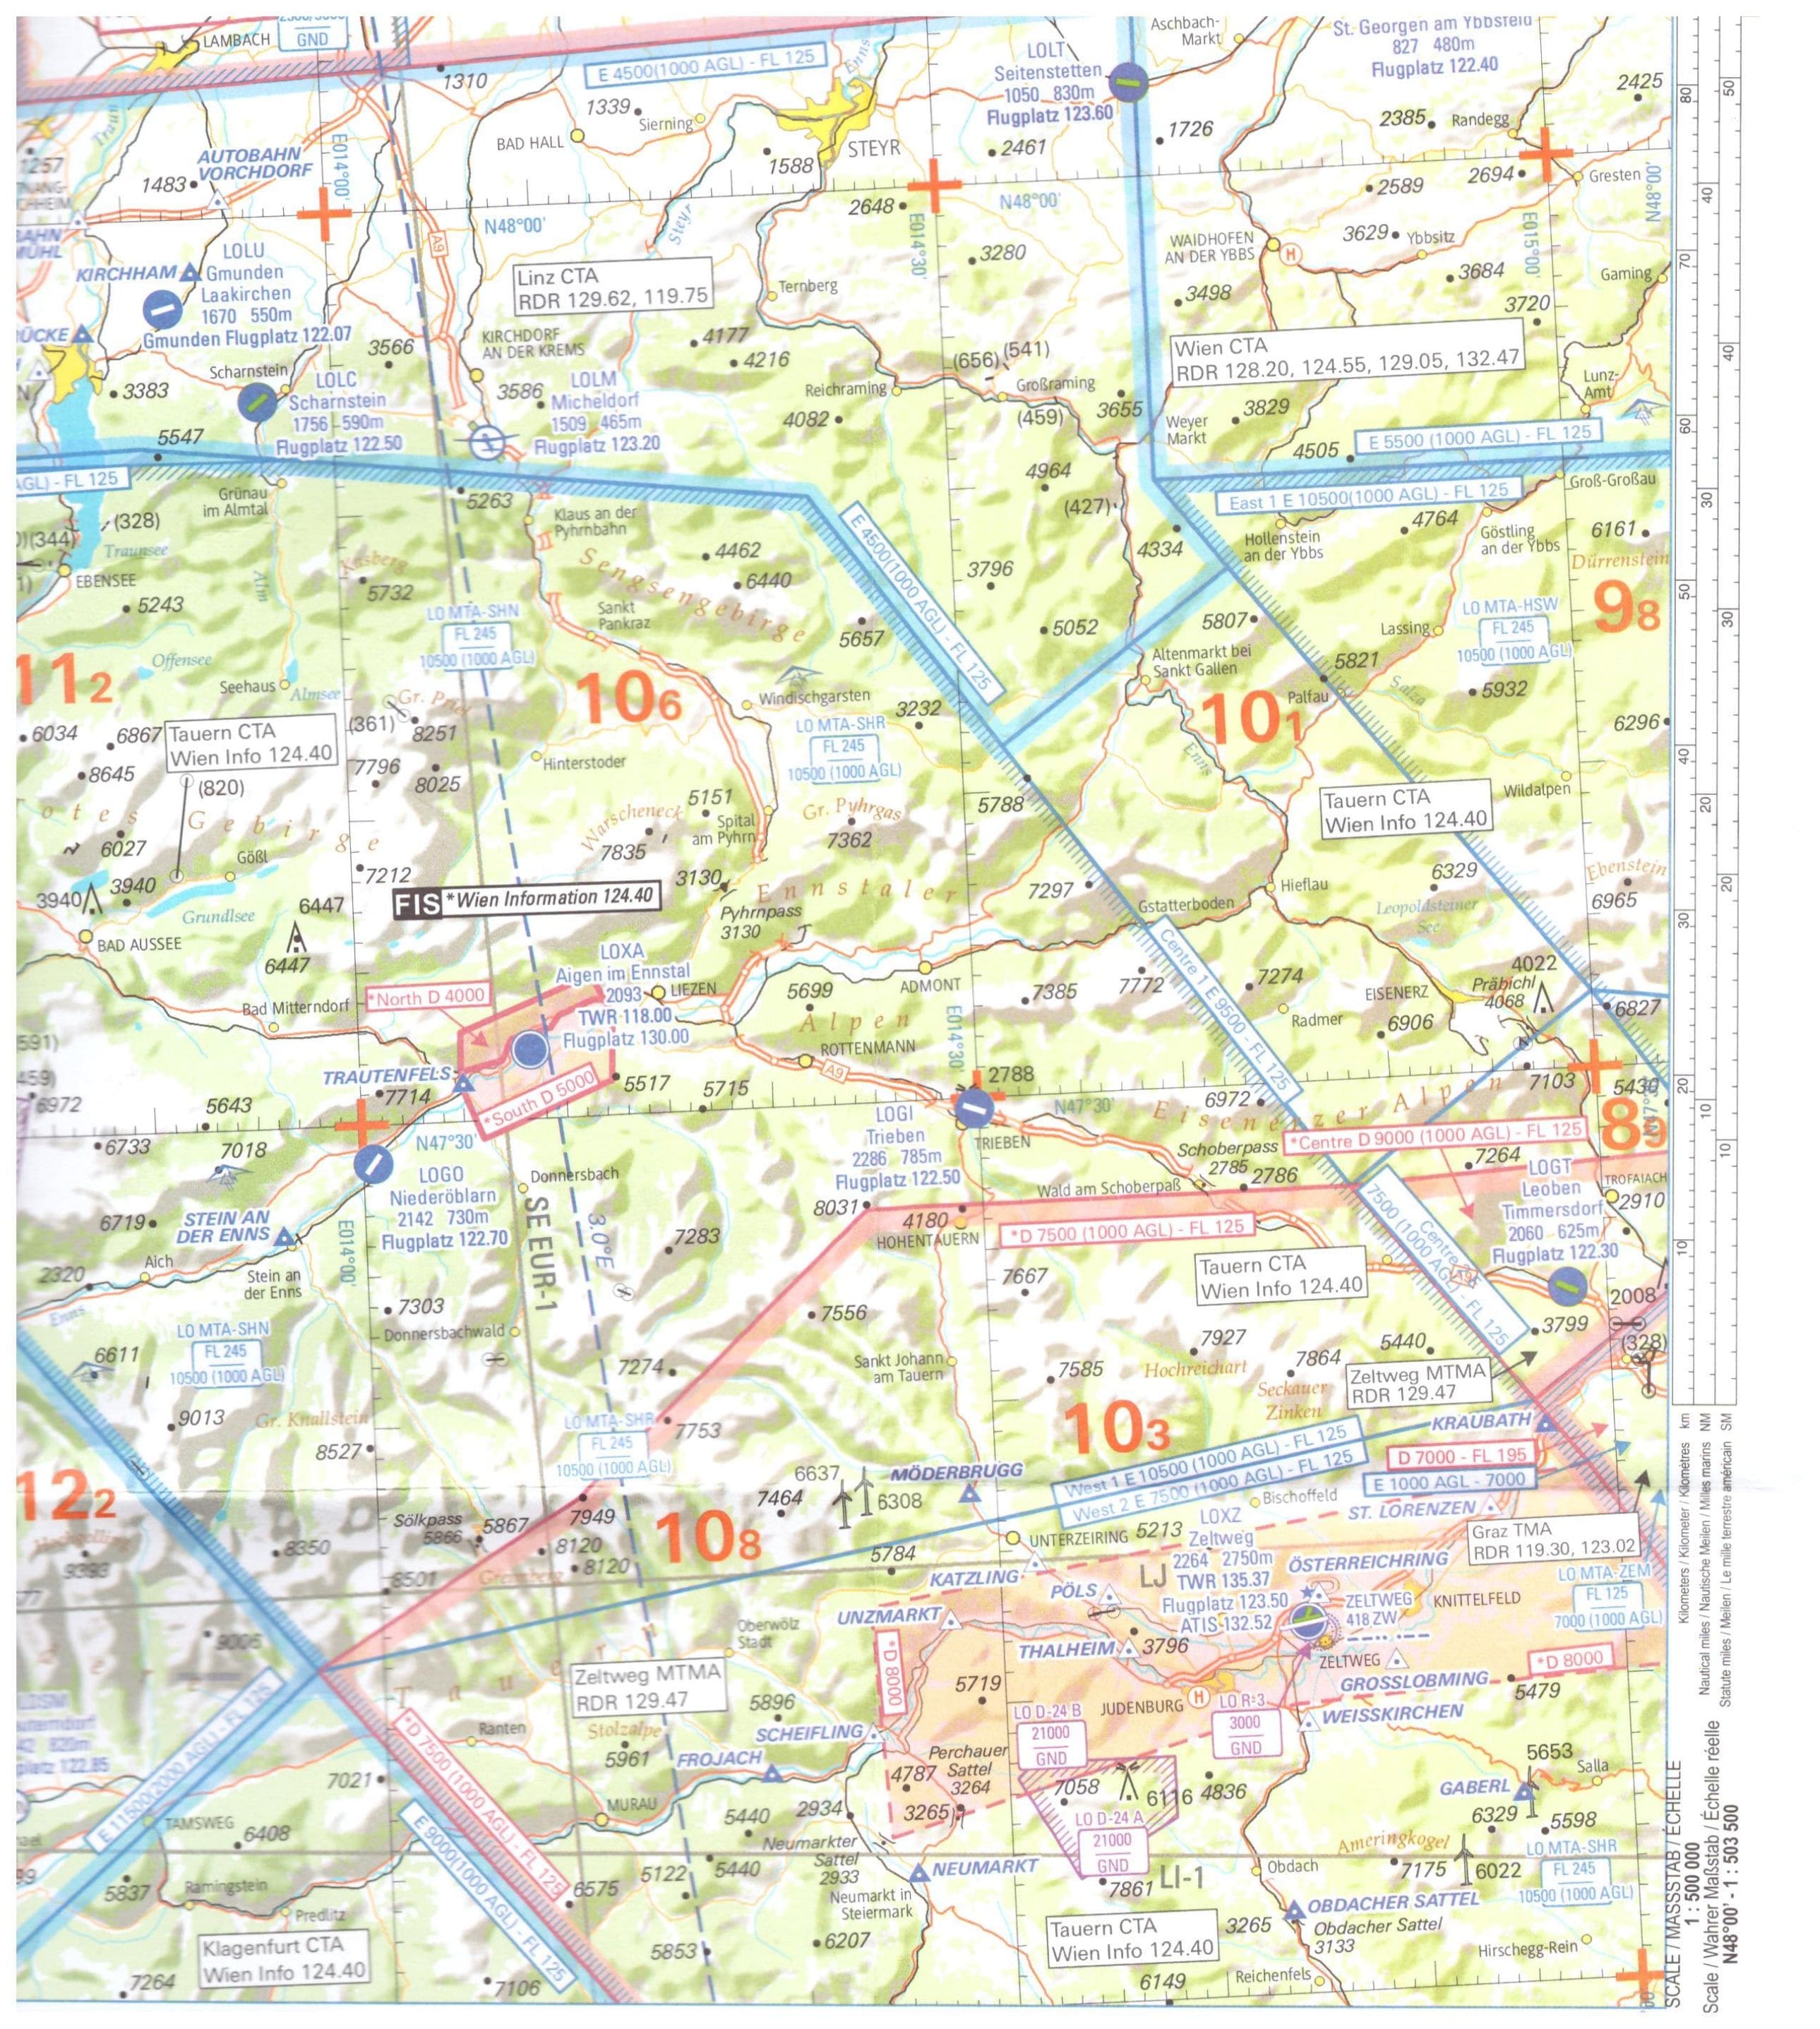 LAMBACH
GND
1310
E 4500(1000 AGL) - FL 125
Enns
LOLT
Seitenstetten
1050 830m
Flugplatz 123.60
Aschbach-
Markt
St. Georgen am Ybbsfeld
827 480m
Flugplatz 122.40
2425
Traun
1257
1339
Sierning
BAD HALL
STEYR
1588
2461
1726
2385
Randegg
AUTOBAHN
VORCHDORF
1483
E014°00'
A9
N48°00'
Steyr
2648
E014°30'
N48°00'
2589
2694
Gresten
E015°00'
N48°00'
KIRCHHAM
LOLU
Gmunden
Laakirchen
1670 550m
Gmunden Flugplatz 122.07
Linz CTA
RDR 129.62, 119.75
Ternberg
3280
WAIDHOFEN
AN DER YBBS
H
3629
Ybbsitz
3684
Gaming
3498
3720
3566
KIRCHDORF
AN DER KREMS
4177
4216
(656)
(541)
Wien CTA
RDR 128.20, 124.55, 129.05, 132.47
Scharnstein
3383
LOLC
Scharnstein
1756 590m
Flugplatz 122.50
3586
LOLM
Micheldorf
1509 465m
Flugplatz 123.20
Reichraming
Großraming
4082
(459)
3655
Weyer
Markt
3829
Lunz-
Amt
5547
4505
E 5500 (1000 AGL) - FL 125
AGL) - FL 125
Grünau
im Almtal
5263
Klaus an der
Pyhrnbahn
E 4500(1000 AGL) - FL 125
4964
(427)
East 1 E 10500(1000 AGL) - FL 125
Groß-Großau
(328)
(344)
Traunsee
EBENSEE
5243
Alm
Kasberg
5732
Sengsengebirge
4462
6440
4334
Hollenstein
an der Ybbs
4764
Göstling
an der Ybbs
6161
Dürrenstein
3796
LO MTA-SHN
FL 245
10500 (1000 AGL)
Sankt
Pankraz
5657
5052
5807
Lassing
LO MTA-HSW
FL 245
10500 (1000 AGL)
98
Offensee
Altenmarkt bei
Sankt Gallen
5821
112
Seehaus
Almsee
Gr. Priel
106
Windischgarsten
101
Palfau
Salza
5932
6034
6867
Tauern CTA
Wien Info 124.40
(361)
8251
LO MTA-SHR
FL 245
10500 (1000 AGL)
3232
6296
8645
(820)
7796
8025
Hinterstoder
Enns
otes Gebirge
6027
Gößl
Warscheneck
7835
5151
Spital
am Pyhrn
Gr. Pyhrgas
7362
5788
Tauern CTA
Wien Info 124.40
Wildalpen
3940
3940
7212
Grundlsee
6447
FIS *Wien Information 124.40
3130
Pyhrnpass
3130
Ennstaler
7297
Gstatterboden
Hieflau
6329
Leopoldsteiner
See
Ebenstein
6965
BAD AUSSEE
6447
LOXA
Aigen im Ennstal
2093
TWR 118.00
Flugplatz 130.00
LIEZEN
5699
ADMONT
7385
7772
7274
Centre 1 E 9500 - FL 125
EISENERZ
Präbichl
4068
4022
6827
Bad Mitterndorf
*North D 4000
Alpen
Radmer
6906
(591)
(459)
6972
TRAUTENFELS
ROTTENMANN
A9
E014°30'
2788
7103
5430
5643
7714
*South D 5000
5517
5715
N47°30'
6972
Eisenerzer Alpen
89
6733
7018
N47°30'
LOGI
Trieben
2286 785m
Flugplatz 122.50
TRIEBEN
Schoberpass
2785
2786
*Centre D 9000 (1000 AGL) - FL 125
7264
LOGO
Niederöblarn
2142 730m
Flugplatz 122.70
Donnersbach
Wald am Schoberpaß
LOGT
Leoben
Timmersdorf
2060 625m
Flugplatz 122.30
TROFAIACH
2910
6719
STEIN AN
DER ENNS
E014°00'
SE EUR-1
3.0°E
7283
8031
4180
HOHENTAUERN
*D 7500 (1000 AGL) - FL 125
7500 (1000 AGL) - FL 125
Aich
Stein an
der Enns
2320
Enns
7667
Tauern CTA
Wien Info 124.40
7303
7556
2008
LO MTA-SHN
FL 245
10500 (1000 AGL)
Donnersbachwald
3799
(328)
6611
7274
Sankt Johann
am Tauern
7927
5440
7585
Hochreichart
7864
Seckauer
Zinken
Zeltweg MTMA
RDR 129.47
9013
Gr. Knallstein
8527
LO MTA-SHR
FL 245
10500 (1000 AGL)
7753
103
KRAUBATH
West 1 E 10500 (1000 AGL) - FL 125
West 2 E 7500 (1000 AGL) - FL 125
D 7000 - FL 195
E 1000 AGL - 7000
122
Sölkpass
5866
5867
7949
8120
8120
108
6637
6308
7464
MÖDERBRUGG
Bischoffeld
ST. LORENZEN
8350
9393
8501
5784
UNTERZEIRING
5213
LOXZ
Zeltweg
2264 2750m
TWR 135.37
Flugplatz 123.50
ATIS 132.52
Graz TMA
RDR 119.30, 123.02
KATZLING
LJ
ÖSTERREICHRING
LO MTA-ZEM
FL 125
7000 (1000 AGL)
9006
Oberwölz
Stadt
UNZMARKT
PÖLS
ZELTWEG
418 ZW
KNITTELFELD
THALHEIM
3796
ZELTWEG
Tauern
Zeltweg MTMA
RDR 129.47
*D 8000
5719
JUDENBURG
H
LO R-3
3000
GND
GROSSLOBMING
*D 8000
5479
E 11500(2000 AGL) - FL 125
*D 7500 (1000 AGL) - FL 125
Ranten
Stolzalpe
5961
5896
SCHEIFLING
LO D-24 B
21000
GND
WEISSKIRCHEN
7021
FROJACH
4787
Perchauer
Sattel
3264
3265
7058
6116
4836
5653
Salla
GABERL
TAMSWEG
MURAU
5440
2934
LO D-24 A
21000
GND
6329
5598
6408
E 9000(1000 AGL) - FL 125
Neumarkter
Sattel
2933
5837
Ramingstein
5122
5440
NEUMARKT
LI-1
7861
Obdach
Ameringkogel
7175
6022
LO MTA-SHR
FL 245
10500 (1000 AGL)
Predlitz
6575
Neumarkt in
Steiermark
OBDACHER SATTEL
Obdacher Sattel
3133
3265
Klagenfurt CTA
Wien Info 124.40
5853
6207
Tauern CTA
Wien Info 124.40
Hirschegg-Rein
7264
7106
6149
Reichenfels
80
70
60
50
40
30
20
10
40
30
20
10
50
40
30
20
10
Kilometers / Kilometer / Kilomètres km
Nautical miles / Nautische Meilen / Milles marins NM
Statute miles / Meilen / Le mille terrestre américain SM
SCALE / MASSSTAB / ÉCHELLE
1 : 500 000
Scale / Wahrer Maßstab / Échelle réelle
N48°00' - 1 : 503 500